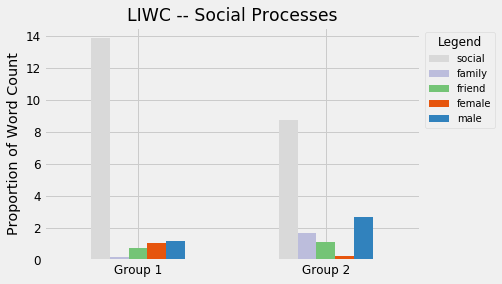 LIWC -- Social Processes
Proportion of Word Count
14
12
10
8
6
4
2
0
Group 1
Group 2
Legend
social
family
friend
female
male